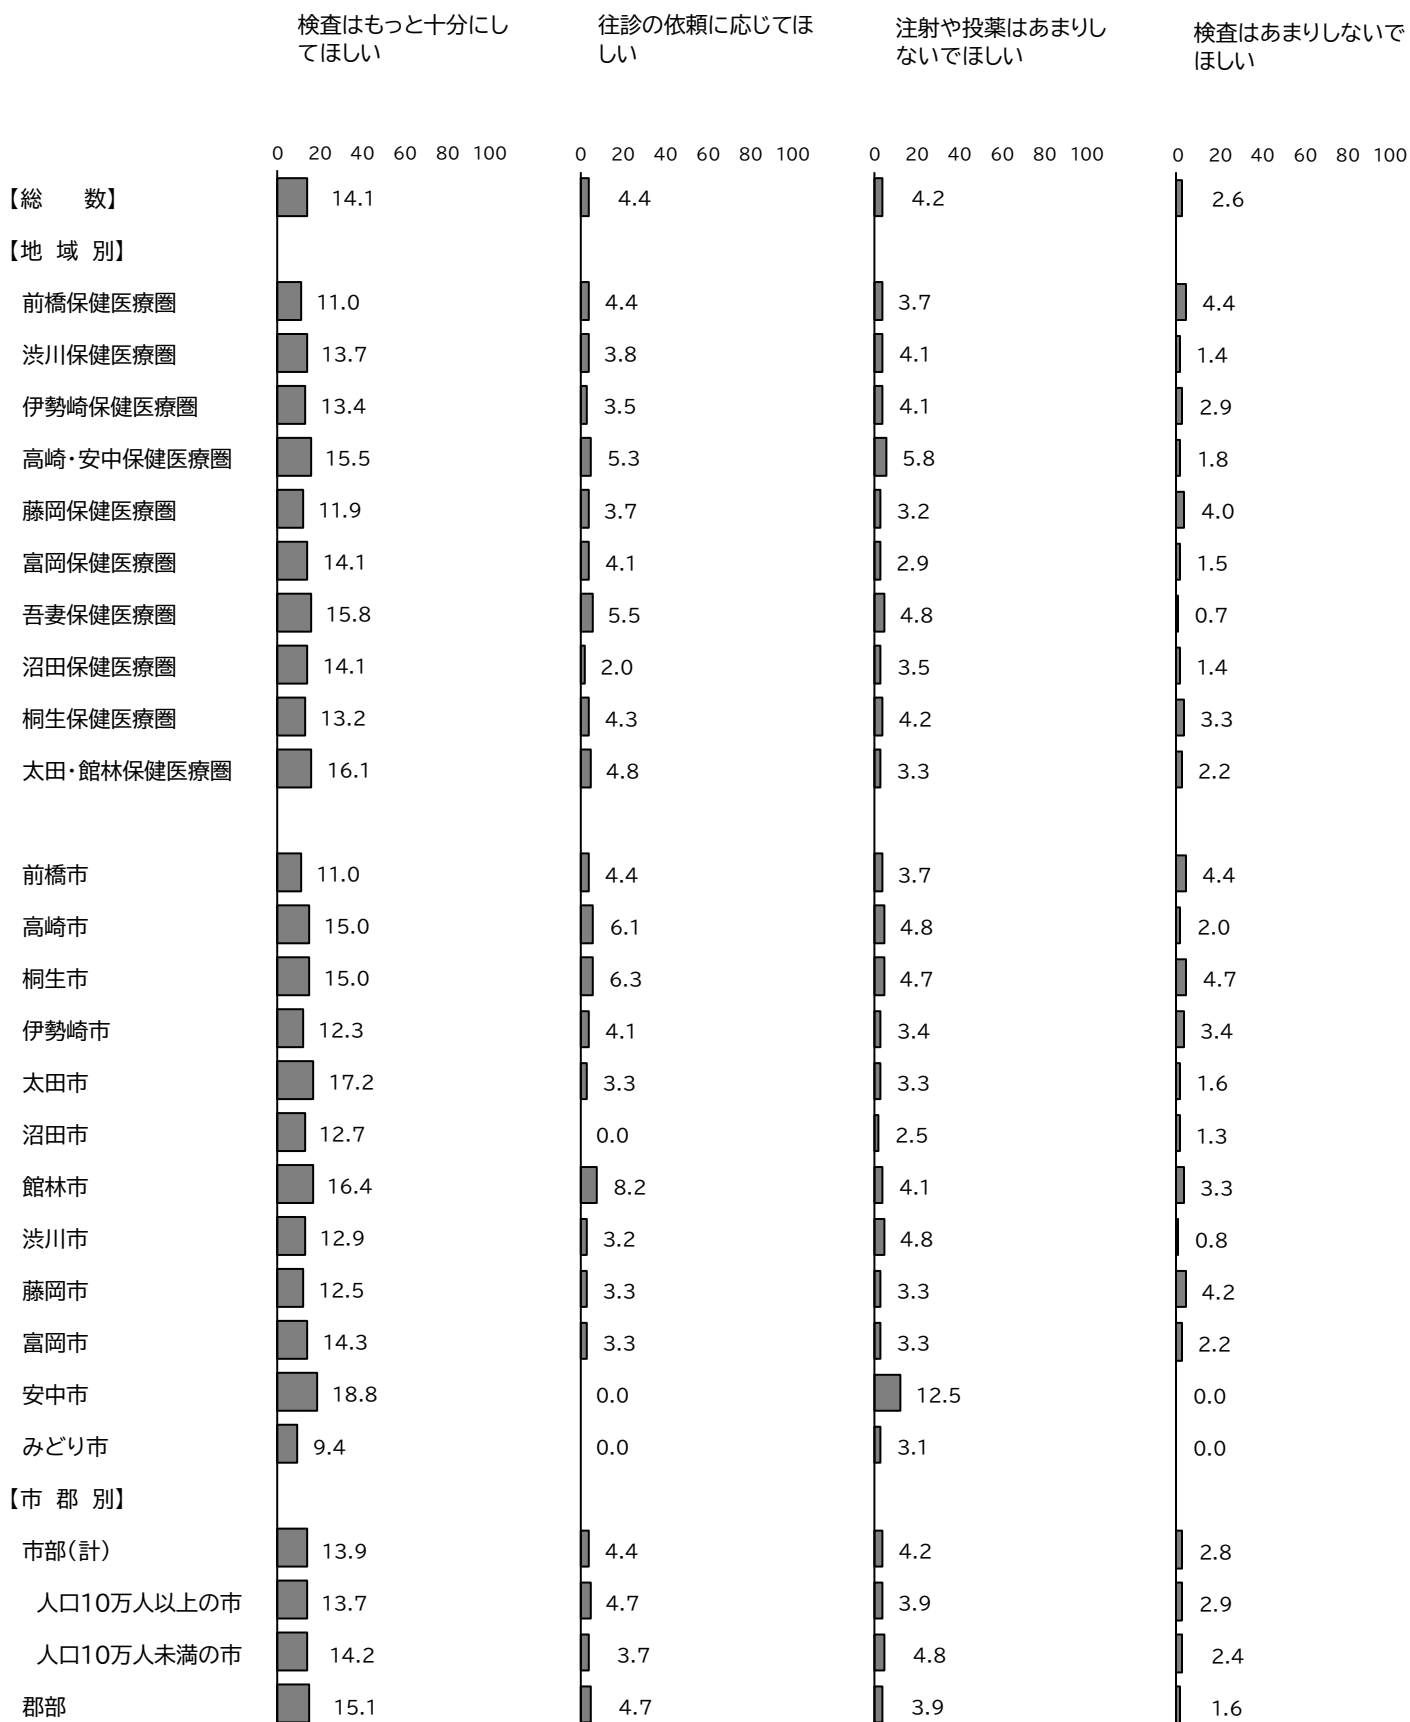 検査はもっと十分にし
てほしい
往診の依頼に応じてほ
しい
注射や投薬はあまりし
ないでほしい
検査はあまりしないで
ほしい
0 20 40 60 80 100 0 20 40 60 80 100 0 20 40 60 80 100 0 20 40 60 80 100
【総　数】 14.1 4.4 4.2 2.6
【地 域 別】
前橋保健医療圏 11.0 4.4 3.7 4.4
渋川保健医療圏 13.7 3.8 4.1 1.4
伊勢崎保健医療圏 13.4 3.5 4.1 2.9
高崎・安中保健医療圏 15.5 5.3 5.8 1.8
藤岡保健医療圏 11.9 3.7 3.2 4.0
富岡保健医療圏 14.1 4.1 2.9 1.5
吾妻保健医療圏 15.8 5.5 4.8 0.7
沼田保健医療圏 14.1 2.0 3.5 1.4
桐生保健医療圏 13.2 4.3 4.2 3.3
太田・館林保健医療圏 16.1 4.8 3.3 2.2
前橋市 11.0 4.4 3.7 4.4
高崎市 15.0 6.1 4.8 2.0
桐生市 15.0 6.3 4.7 4.7
伊勢崎市 12.3 4.1 3.4 3.4
太田市 17.2 3.3 3.3 1.6
沼田市 12.7 0.0 2.5 1.3
館林市 16.4 8.2 4.1 3.3
渋川市 12.9 3.2 4.8 0.8
藤岡市 12.5 3.3 3.3 4.2
富岡市 14.3 3.3 3.3 2.2
安中市 18.8 0.0 12.5 0.0
みどり市 9.4 0.0 3.1 0.0
【市 郡 別】
市部(計) 13.9 4.4 4.2 2.8
人口10万人以上の市 13.7 4.7 3.9 2.9
人口10万人未満の市 14.2 3.7 4.8 2.4
郡部 15.1 4.7 3.9 1.6